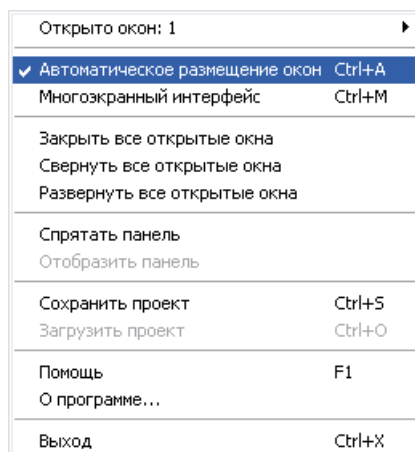 Открыто окон: 1
Автоматическое размещение окон Ctrl+A
Многоэкранный интерфейс Ctrl+M
Закрыть все открытые окна
Свернуть все открытые окна
Развернуть все открытые окна
Спрятать панель
Отобразить панель
Сохранить проект Ctrl+S
Загрузить проект Ctrl+O
Помощь F1
О программе...
Выход Ctrl+X